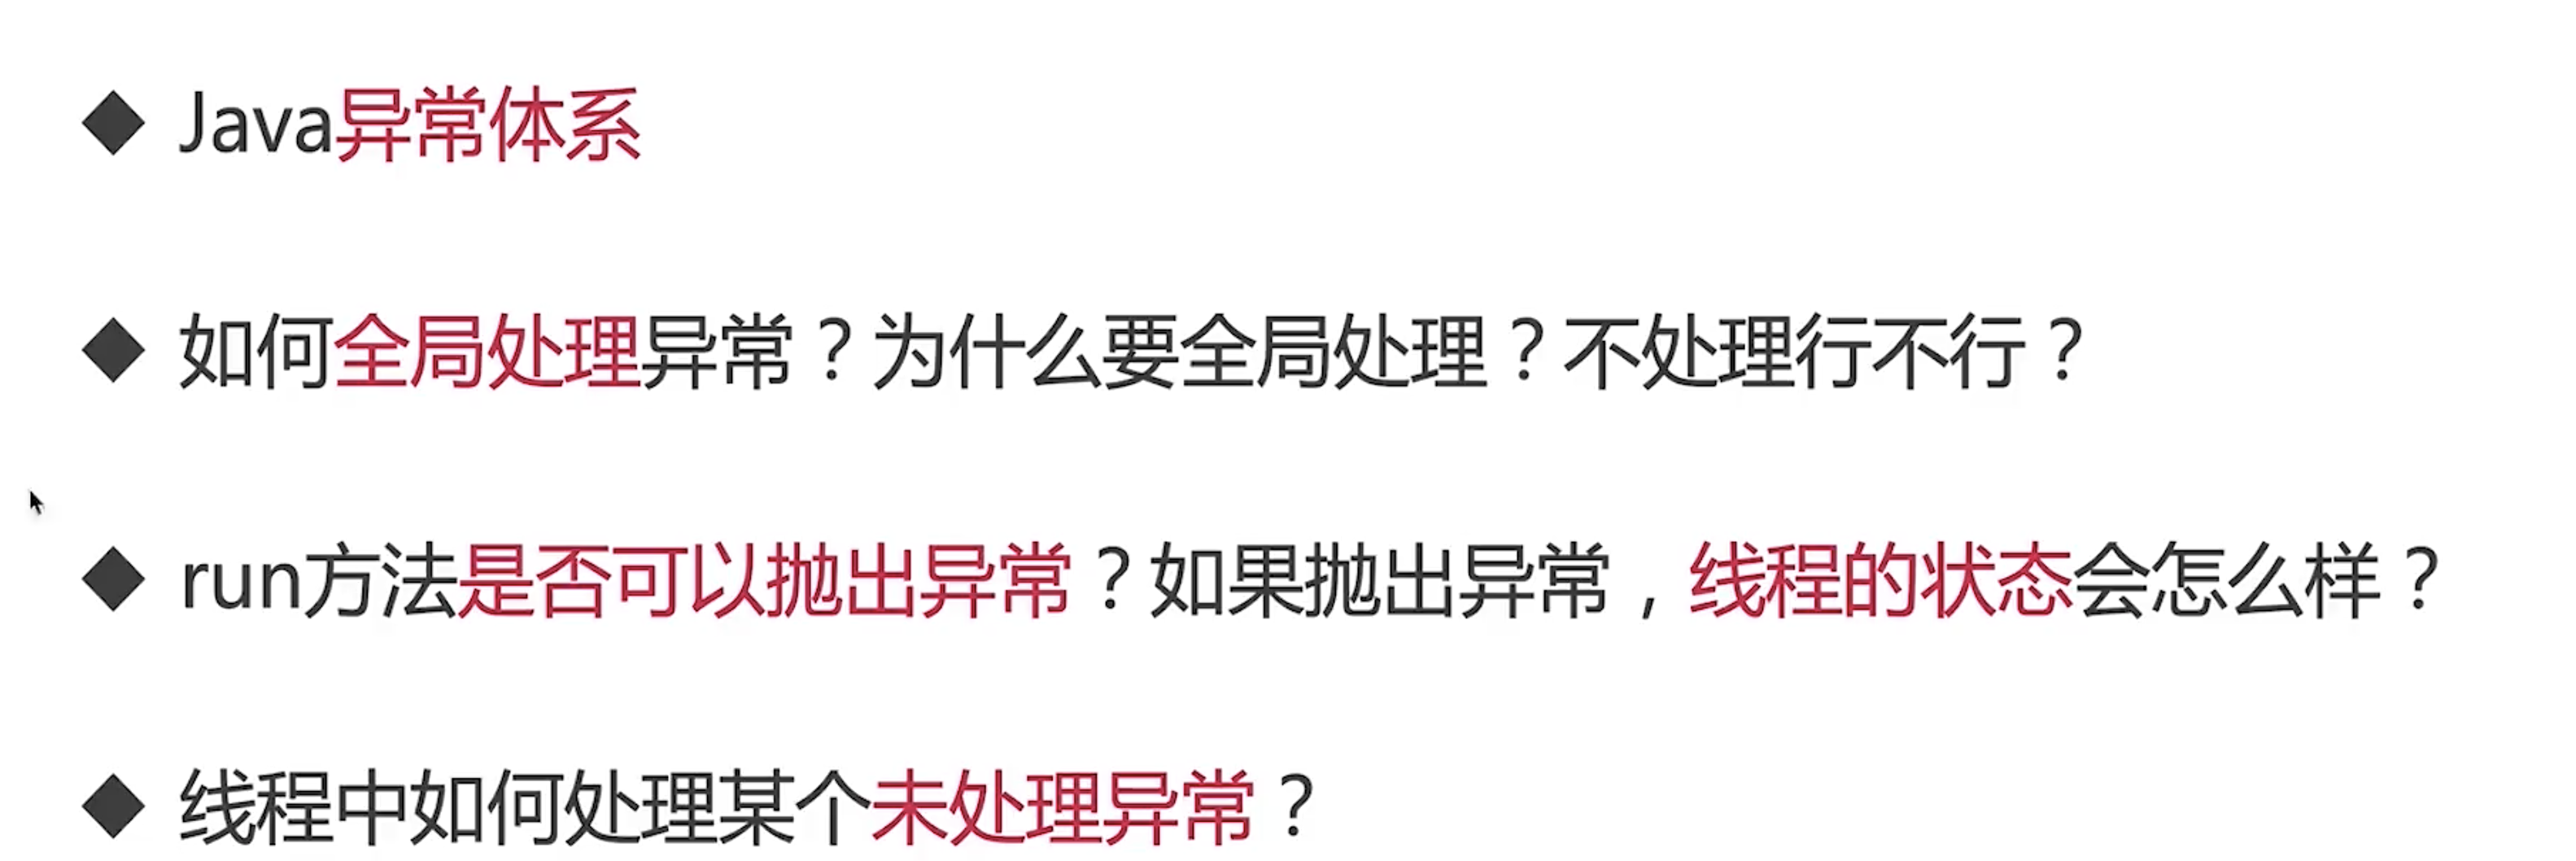 ◆ Java异常体系
◆ 如何全局处理异常？为什么要全局处理？不处理行不行？
◆ run方法是否可以抛出异常？如果抛出异常，线程的状态会怎么样？
◆ 线程中如何处理某个未处理异常？